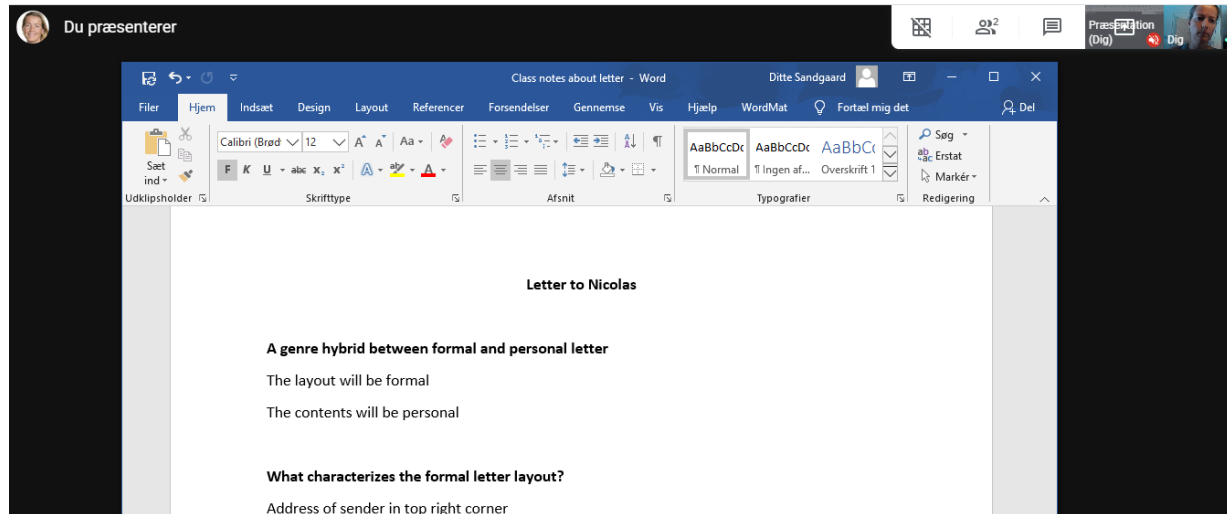 Du præsenterer
2
Præsentation
(Dig)
Dig
Class notes about letter - Word
Ditte Sandgaard
Filer Hjem Indsæt Design Layout Referencer Forsendelser Gennemse Vis Hjælp WordMat Fortæl mig det Del
Calibri (Brød 12 A A Aa
AaBbCcDc AaBbCcDc AaBbC
Søg
Erstat
Markér
Sæt
ind
F K U abc X₂ X² A aby A
¶ Normal ¶ Ingen af... Overskrift 1
Udklipsholder Skrifttype Afsnit Typografier Redigering
Letter to Nicolas
A genre hybrid between formal and personal letter
The layout will be formal
The contents will be personal
What characterizes the formal letter layout?
Address of sender in top right corner